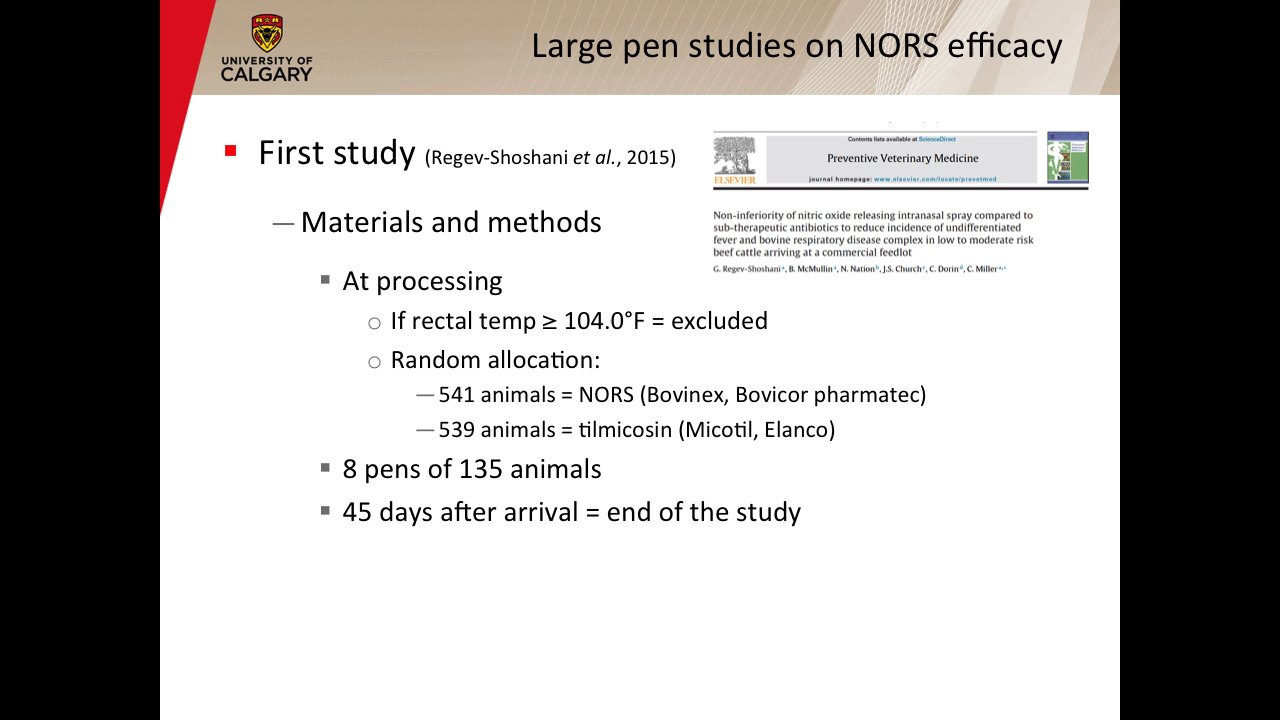 UNIVERSITY OF
CALGARY
Large pen studies on NORS efficacy
First study (Regev-Shoshani et al., 2015)
Contents lists available at ScienceDirect
Preventive Veterinary Medicine
journal homepage: www.elsevier.com/locate/prevetmed
ELSEVIER
Non-inferiority of nitric oxide releasing intranasal spray compared to
sub-therapeutic antibiotics to reduce incidence of undifferentiated
fever and bovine respiratory disease complex in low to moderate risk
beef cattle arriving at a commercial feedlot
G. Regev-Shoshani a, B. McMullin a, N. Nation b, J.S. Church c, C. Dorin d, C. Miller a,*
— Materials and methods
▪ At processing
○ If rectal temp ≥ 104.0°F = excluded
○ Random allocation:
— 541 animals = NORS (Bovinex, Bovicor pharmatec)
— 539 animals = tilmicosin (Micotil, Elanco)
▪ 8 pens of 135 animals
▪ 45 days after arrival = end of the study